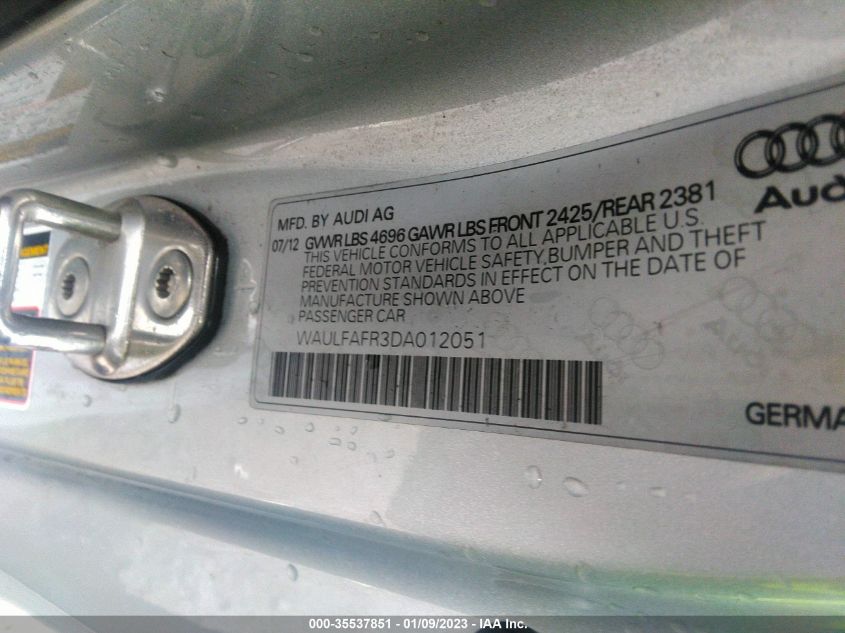 MFD. BY AUDI AG
07/12 GVWR LBS 4696 GAWR LBS FRONT 2425/REAR 2381
THIS VEHICLE CONFORMS TO ALL APPLICABLE U.S.
FEDERAL MOTOR VEHICLE SAFETY, BUMPER AND THEFT
PREVENTION STANDARDS IN EFFECT ON THE DATE OF
MANUFACTURE SHOWN ABOVE
PASSENGER CAR
WAULFAFR3DA012051
Aud
GERMA
000-35537851 / 01/09/2023 - IAA Inc.